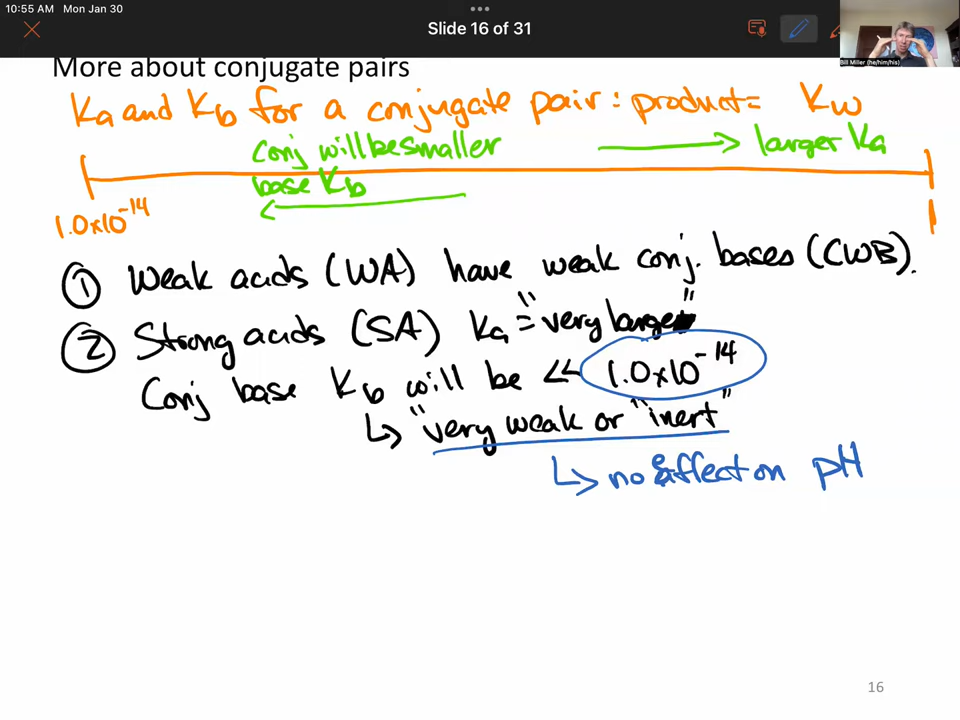 10:55 AM Mon Jan 30
Slide 16 of 31
Bill Miller (he/him/his)
More about conjugate pairs
Ka and Kb for a conjugate pair: product = Kw
conj will be smaller → larger Ka
base Kb
←
1.0x10⁻¹⁴ 1
① Weak acids (WA) have weak conj. bases (CWB).
② Strong acids (SA) Ka = "very large"
Conj base Kb will be << 1.0x10⁻¹⁴
↳ "very weak or "inert"
↳ no effect on pH
16